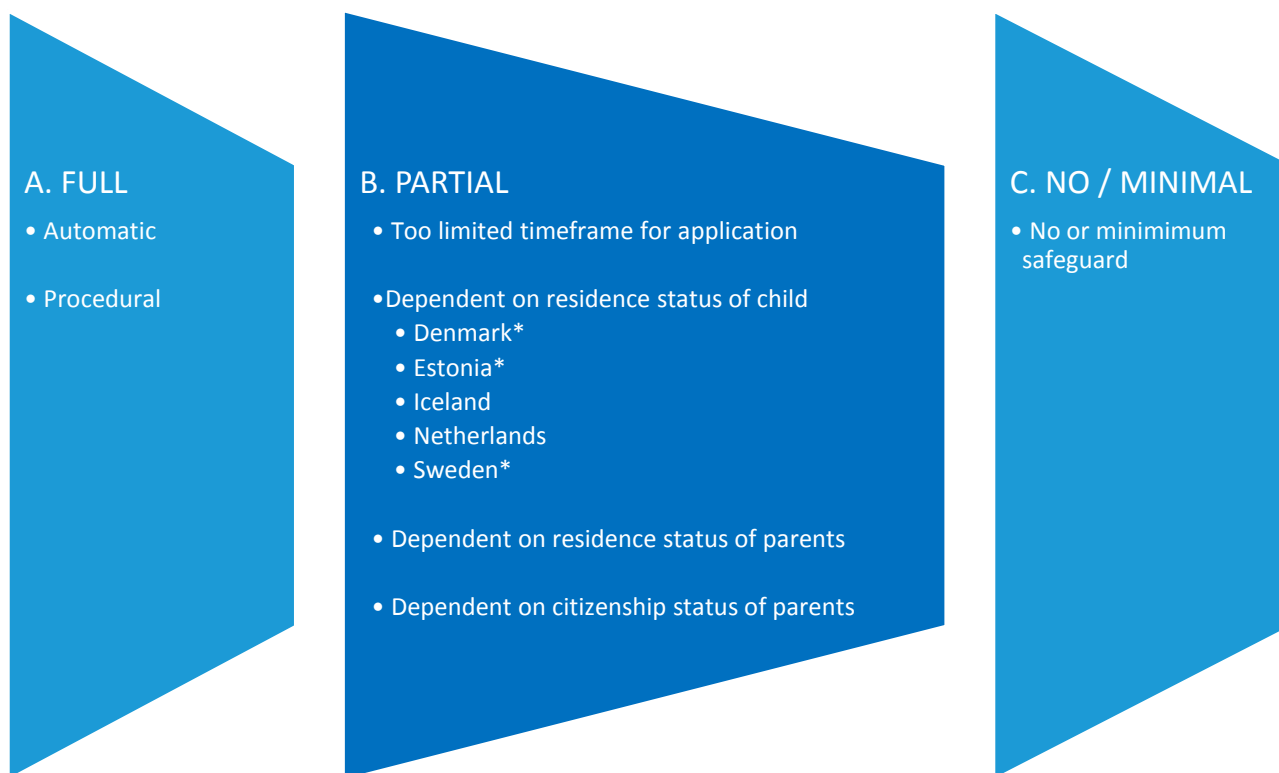 A. FULL
• Automatic
• Procedural
B. PARTIAL
• Too limited timeframe for application
•Dependent on residence status of child
• Denmark*
• Estonia*
• Iceland
• Netherlands
• Sweden*
• Dependent on residence status of parents
• Dependent on citizenship status of parents
C. NO / MINIMAL
• No or minimimum
safeguard